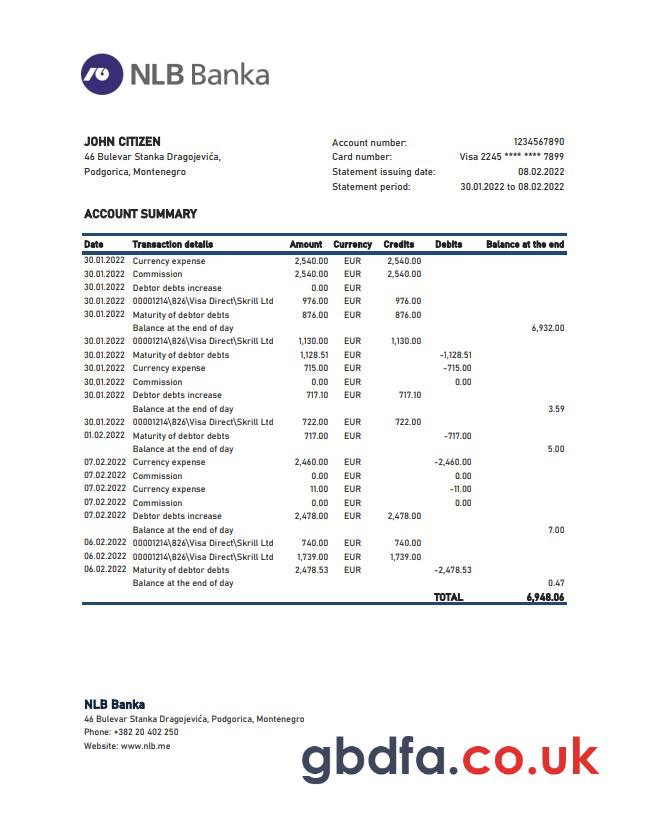 NLB Banka
JOHN CITIZEN
46 Bulevar Stanka Dragojevića,
Podgorica, Montenegro
Account number: 1234567890
Card number: Visa 2245 **** **** 7899
Statement issuing date: 08.02.2022
Statement period: 30.01.2022 to 08.02.2022
ACCOUNT SUMMARY
Date Transaction details Amount Currency Credits Debits Balance at the end
30.01.2022 Currency expense 2,540.00 EUR 2,540.00
30.01.2022 Commission 2,540.00 EUR 2,540.00
30.01.2022 Debtor debts increase 0.00 EUR
30.01.2022 00001214\826\Visa Direct\Skrill Ltd 976.00 EUR 976.00
30.01.2022 Maturity of debtor debts 876.00 EUR 876.00
Balance at the end of day 6,932.00
30.01.2022 00001214\826\Visa Direct\Skrill Ltd 1,130.00 EUR 1,130.00
30.01.2022 Maturity of debtor debts 1,128.51 EUR -1,128.51
30.01.2022 Currency expense 715.00 EUR -715.00
30.01.2022 Commission 0.00 EUR 0.00
30.01.2022 Debtor debts increase 717.10 EUR 717.10
Balance at the end of day 3.59
30.01.2022 00001214\826\Visa Direct\Skrill Ltd 722.00 EUR 722.00
01.02.2022 Maturity of debtor debts 717.00 EUR -717.00
Balance at the end of day 5.00
07.02.2022 Currency expense 2,460.00 EUR -2,460.00
07.02.2022 Commission 0.00 EUR 0.00
07.02.2022 Currency expense 11.00 EUR -11.00
07.02.2022 Commission 0.00 EUR 0.00
07.02.2022 Debtor debts increase 2,478.00 EUR 2,478.00
Balance at the end of day 7.00
06.02.2022 00001214\826\Visa Direct\Skrill Ltd 740.00 EUR 740.00
06.02.2022 00001214\826\Visa Direct\Skrill Ltd 1,739.00 EUR 1,739.00
06.02.2022 Maturity of debtor debts 2,478.53 EUR -2,478.53
Balance at the end of day 0.47
TOTAL 6,948.06
NLB Banka
46 Bulevar Stanka Dragojevića, Podgorica, Montenegro
Phone: +382 20 402 250
Website: www.nlb.me
gbdfa.co.uk